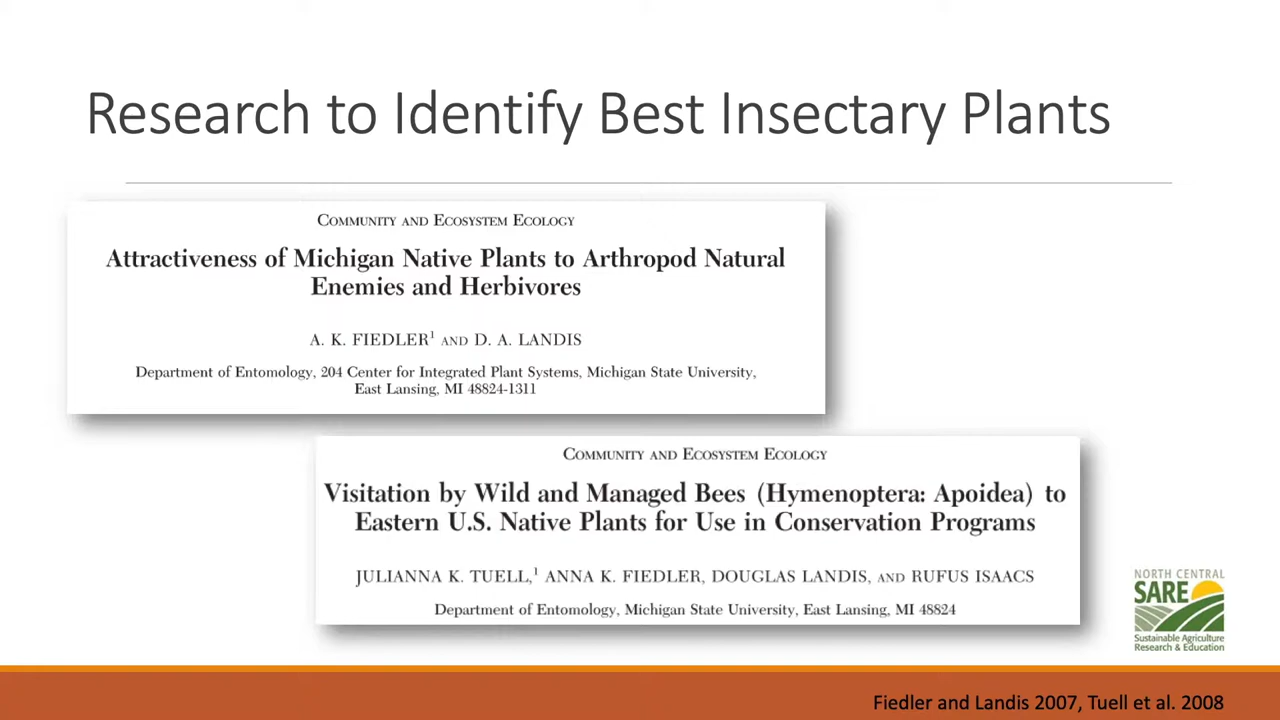 Research to Identify Best Insectary Plants
COMMUNITY AND ECOSYSTEM ECOLOGY
Attractiveness of Michigan Native Plants to Arthropod Natural
Enemies and Herbivores
A. K. FIEDLER¹ AND D. A. LANDIS
Department of Entomology, 204 Center for Integrated Plant Systems, Michigan State University,
East Lansing, MI 48824-1311
COMMUNITY AND ECOSYSTEM ECOLOGY
Visitation by Wild and Managed Bees (Hymenoptera: Apoidea) to
Eastern U.S. Native Plants for Use in Conservation Programs
JULIANNA K. TUELL,¹ ANNA K. FIEDLER, DOUGLAS LANDIS, AND RUFUS ISAACS
Department of Entomology, Michigan State University, East Lansing, MI 48824
NORTH CENTRAL
SARE
Sustainable Agriculture
Research & Education
Fiedler and Landis 2007, Tuell et al. 2008